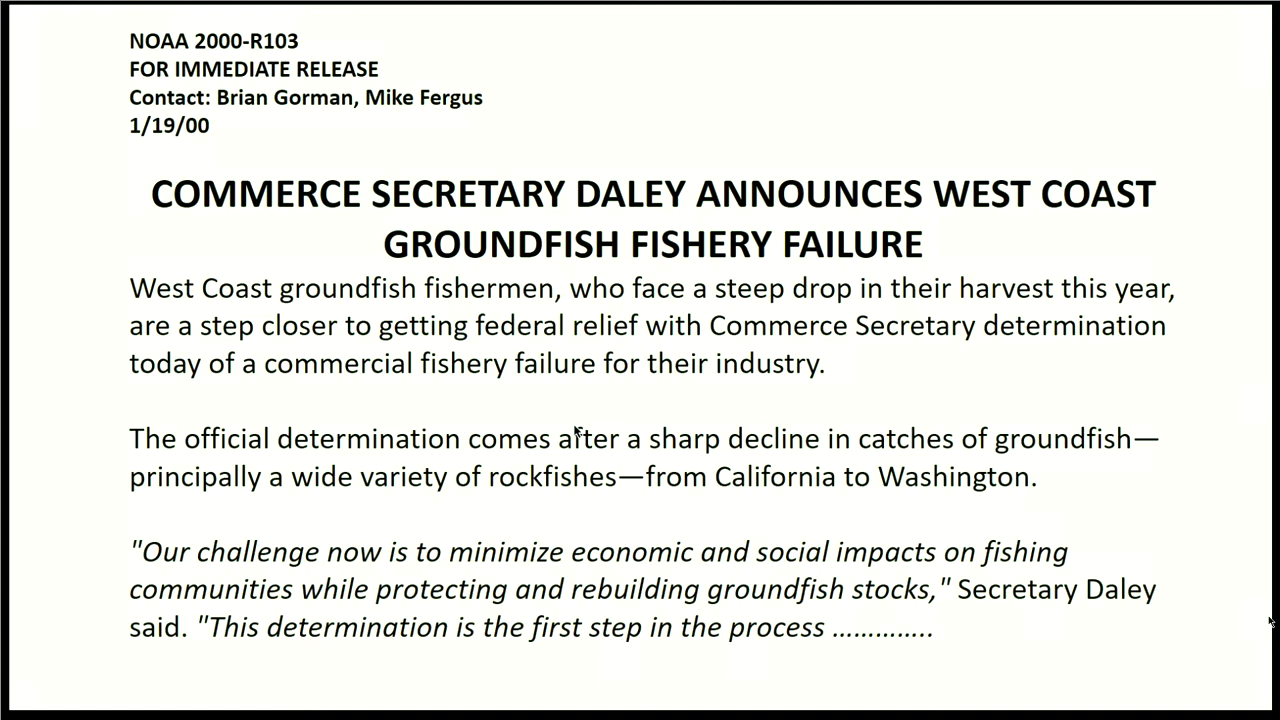 NOAA 2000-R103
FOR IMMEDIATE RELEASE
Contact: Brian Gorman, Mike Fergus
1/19/00
COMMERCE SECRETARY DALEY ANNOUNCES WEST COAST
GROUNDFISH FISHERY FAILURE
West Coast groundfish fishermen, who face a steep drop in their harvest this year,
are a step closer to getting federal relief with Commerce Secretary determination
today of a commercial fishery failure for their industry.
The official determination comes after a sharp decline in catches of groundfish—
principally a wide variety of rockfishes—from California to Washington.
"Our challenge now is to minimize economic and social impacts on fishing
communities while protecting and rebuilding groundfish stocks," Secretary Daley
said. "This determination is the first step in the process …………..